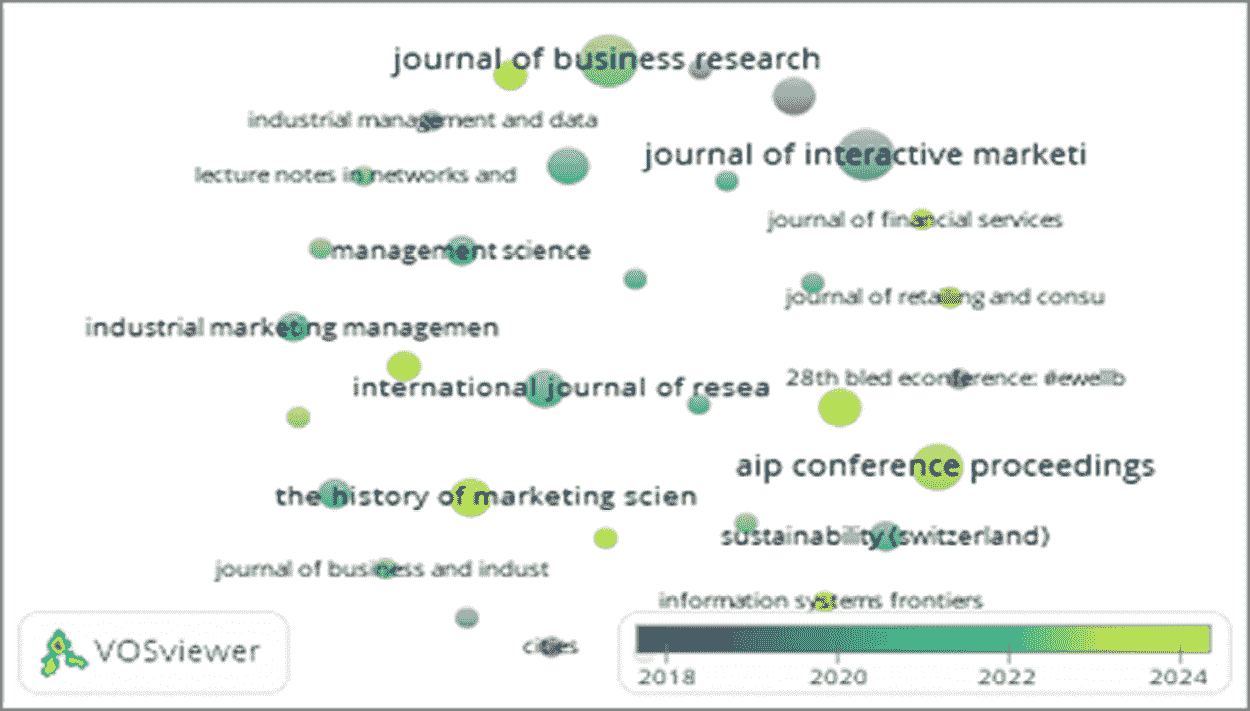 journal of business research
industrial management and data
journal of interactive marketi
lecture notes in networks and
journal of financial services
management science
journal of retailing and consu
industrial marketing managemen
28th bled econference: #ewellb
international journal of resea
aip conference proceedings
the history of marketing scien
sustainability (switzerland)
journal of business and indust
information systems frontiers
cities
VOSviewer
2018 2020 2022 2024